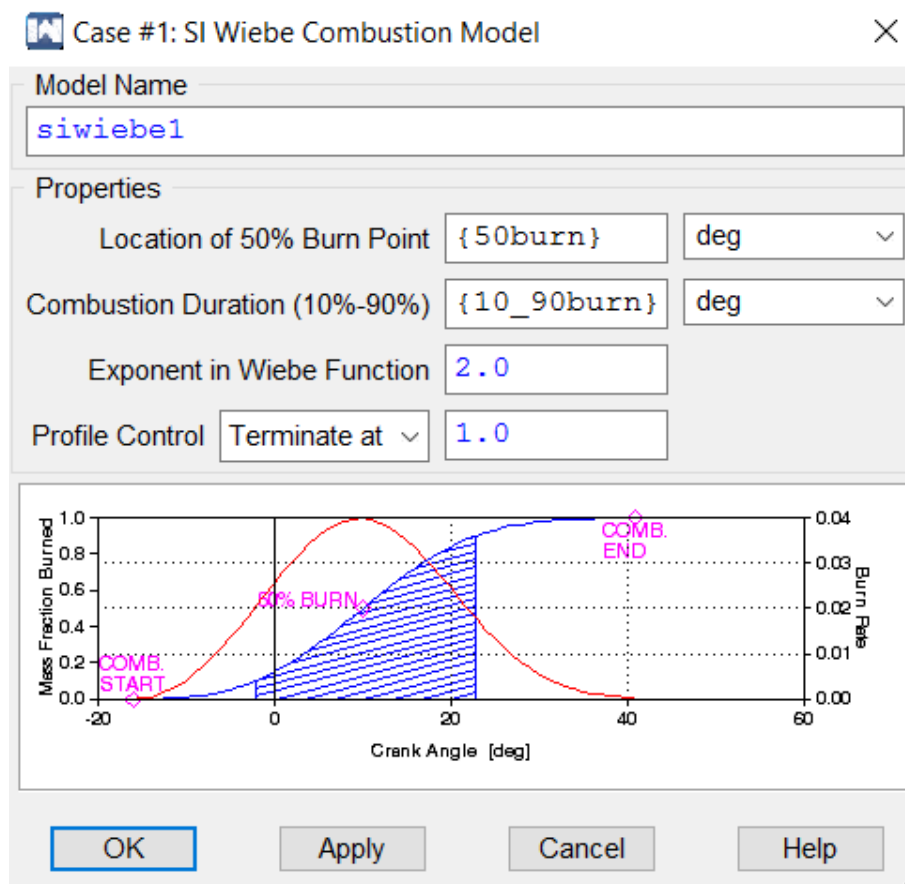 Case #1: SI Wiebe Combustion Model
Model Name
siwiebe1
Properties
Location of 50% Burn Point {50burn} deg
Combustion Duration (10%-90%) {10_90burn} deg
Exponent in Wiebe Function 2.0
Profile Control Terminate at 1.0
Mass Fraction Burned
1.0
0.8
0.6
0.4
0.2
0.0
COMB.
START
50% BURN
COMB.
END
0.04
0.03
0.02
0.01
0.00
Burn Rate
-20 0 20 40 60
Crank Angle [deg]
OK Apply Cancel Help